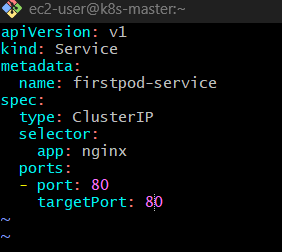 ec2-user@k8s-master:~
apiVersion: v1
kind: Service
metadata:
  name: firstpod-service
spec:
  type: ClusterIP
  selector:
    app: nginx
  ports:
  - port: 80
    targetPort: 80
~
~